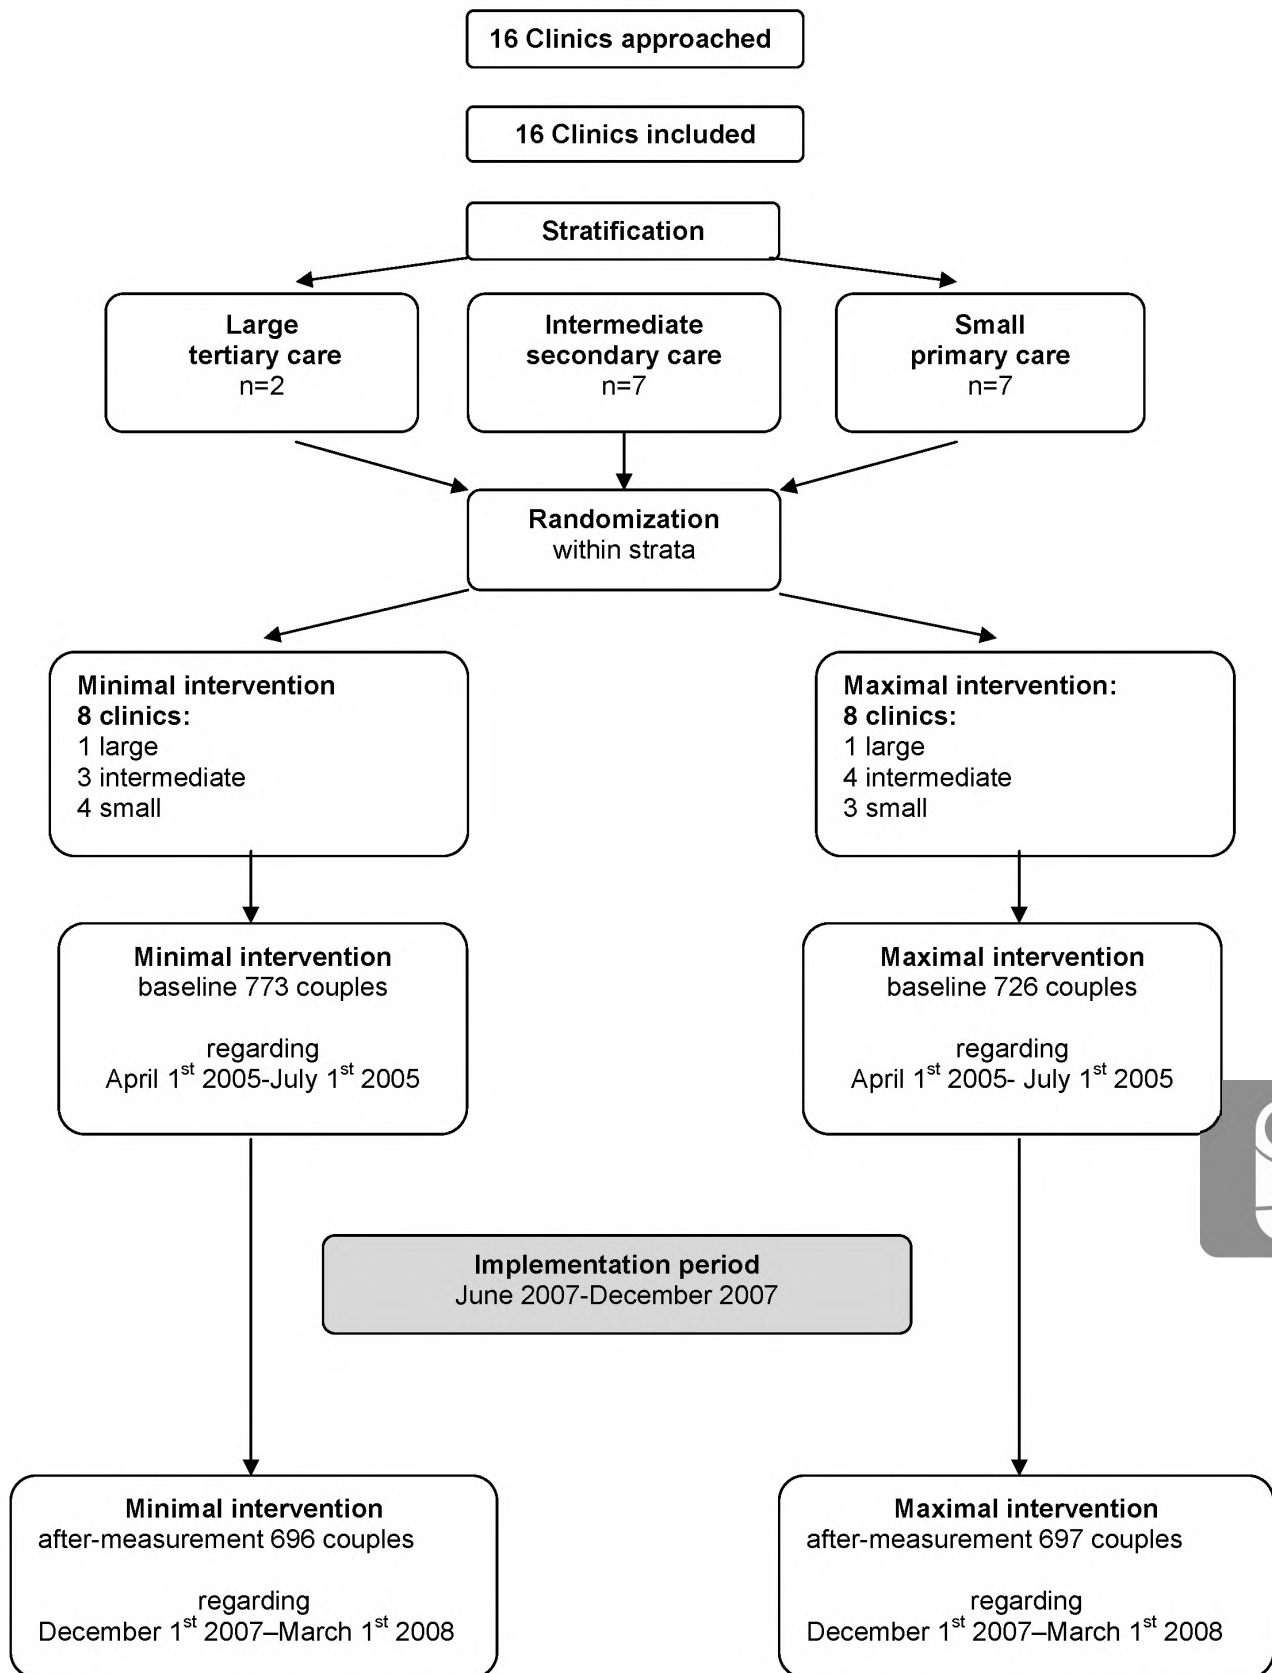 16 Clinics approached
16 Clinics included
Stratification
Large
tertiary care
n=2
Intermediate
secondary care
n=7
Small
primary care
n=7
Randomization
within strata
Minimal intervention
8 clinics:
1 large
3 intermediate
4 small
Maximal intervention:
8 clinics:
1 large
4 intermediate
3 small
Minimal intervention
baseline 773 couples
regarding
April 1st 2005-July 1st 2005
Maximal intervention
baseline 726 couples
regarding
April 1st 2005- July 1st 2005
Implementation period
June 2007-December 2007
Minimal intervention
after-measurement 696 couples
regarding
December 1st 2007–March 1st 2008
Maximal intervention
after-measurement 697 couples
regarding
December 1st 2007–March 1st 2008